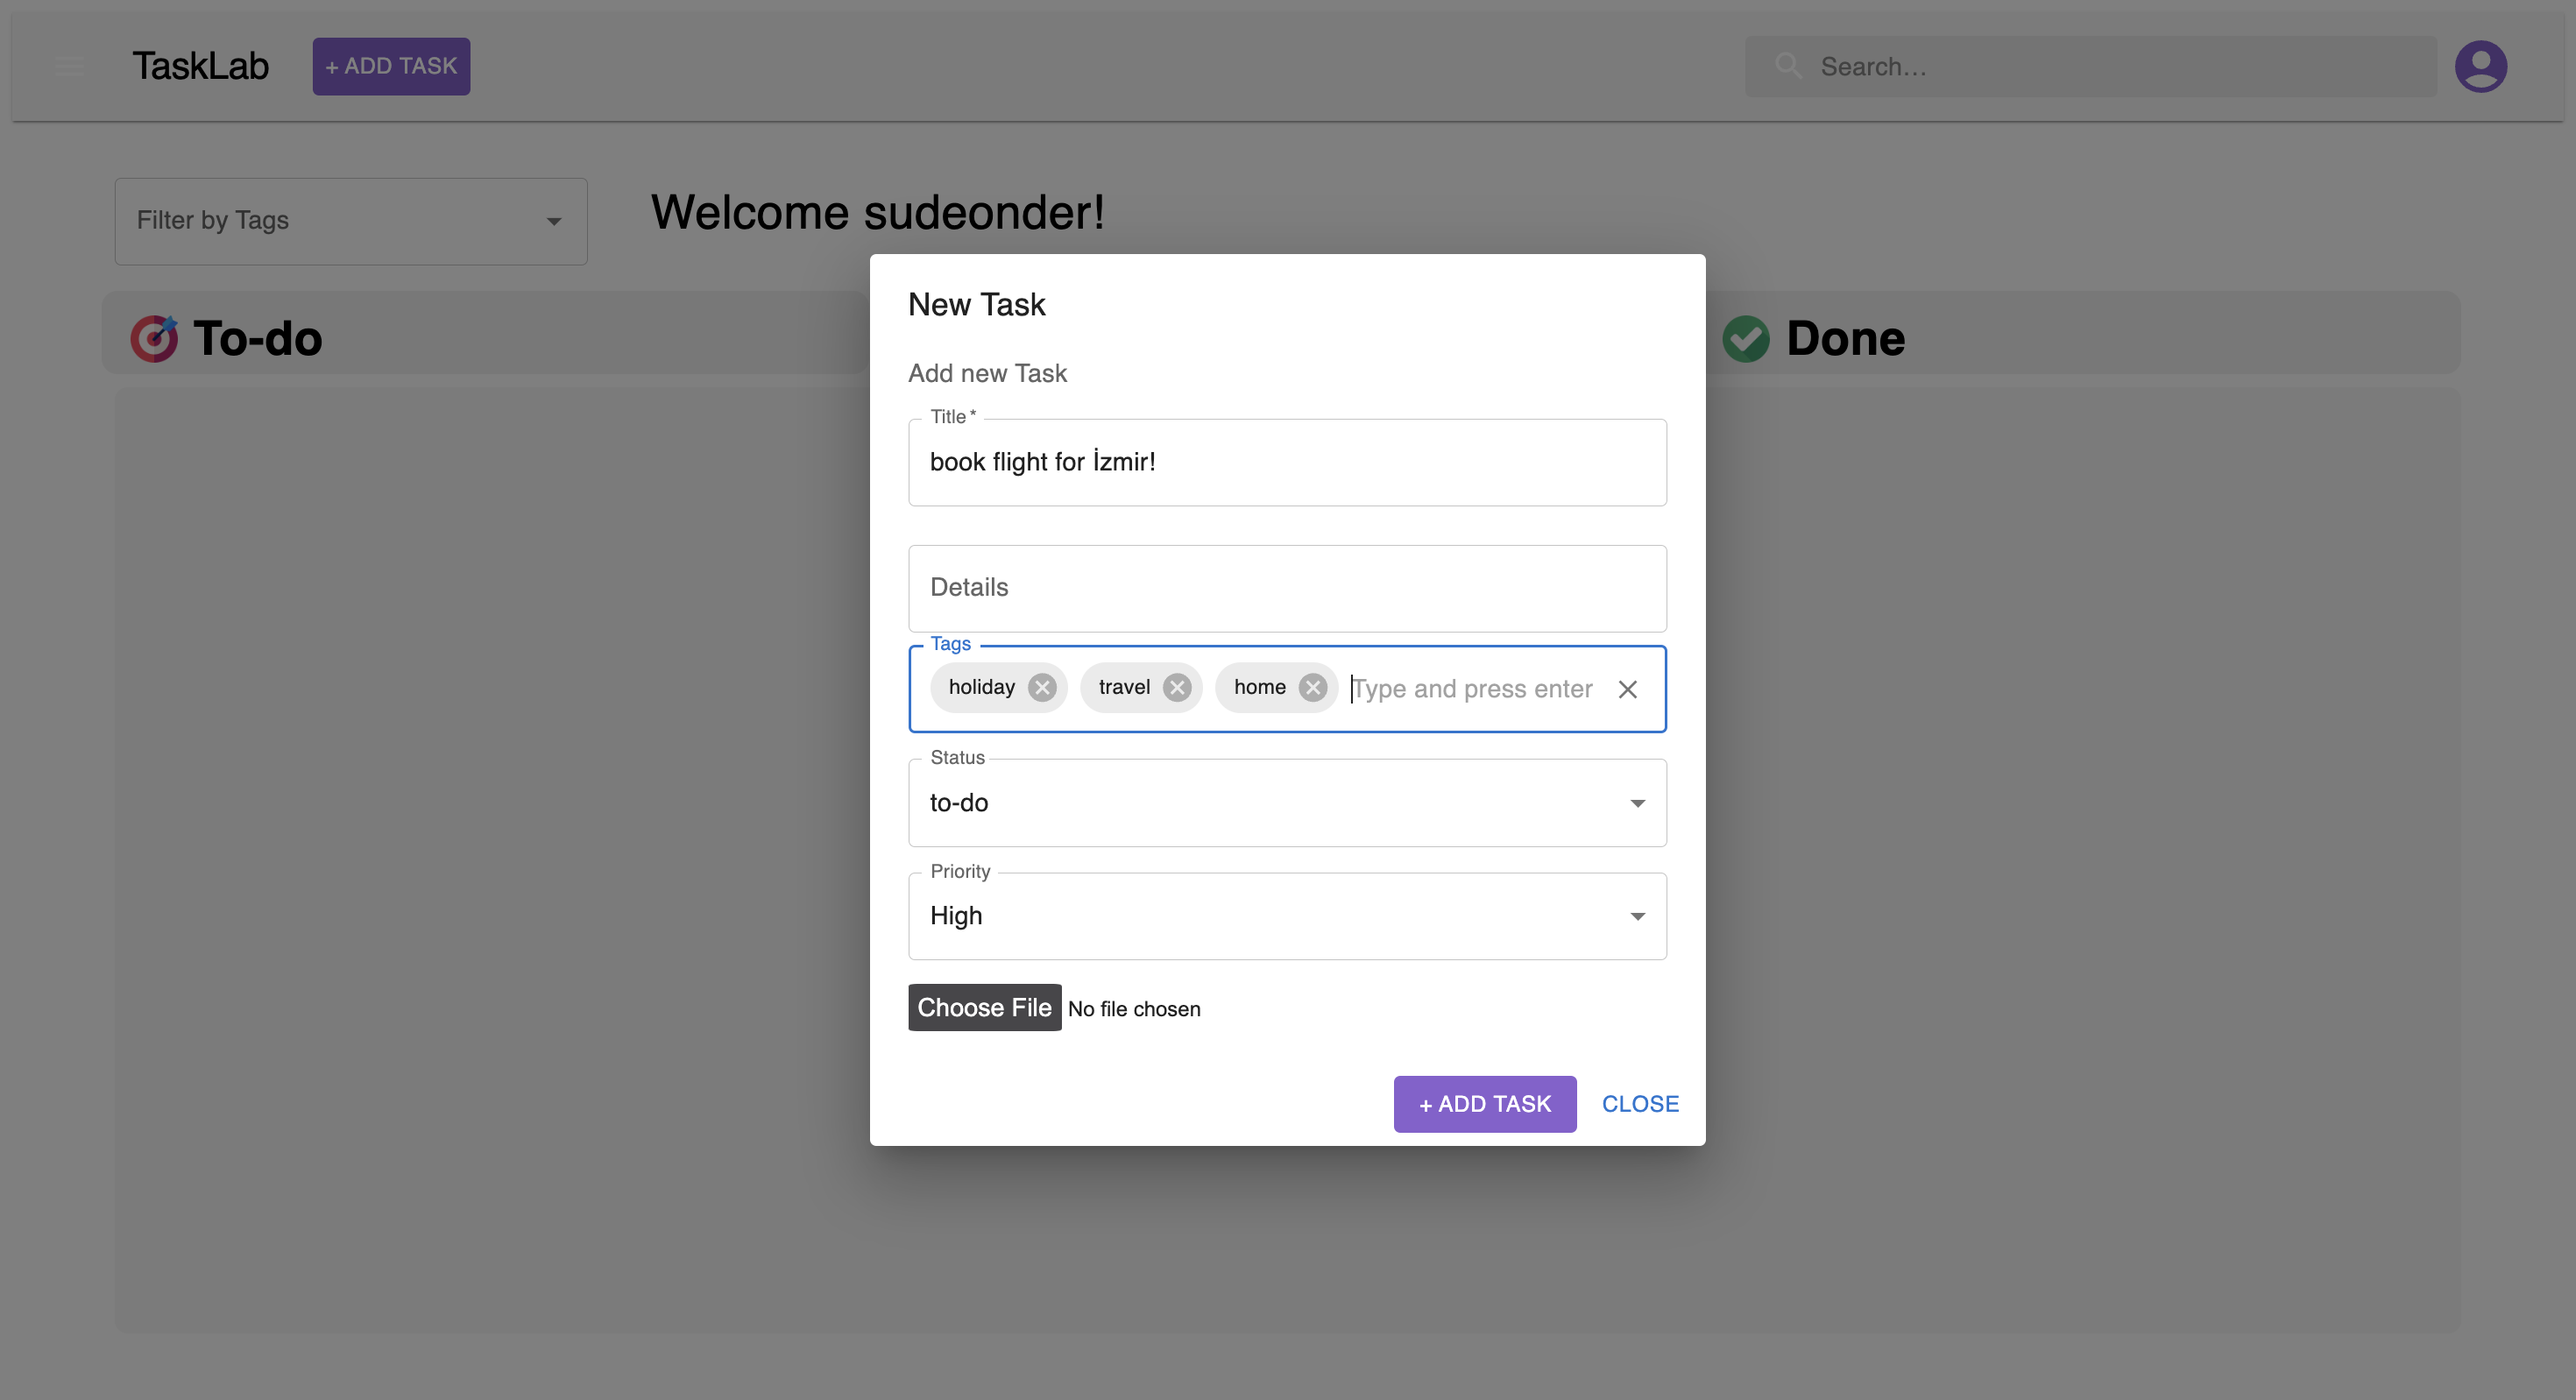 TaskLab
+ ADD TASK
Search...
Filter by Tags
Welcome sudeonder!
To-do
Done
New Task
Add new Task
Title *
book flight for İzmir!
Details
Tags
holiday travel home Type and press enter
Status
to-do
Priority
High
Choose File No file chosen
+ ADD TASK CLOSE